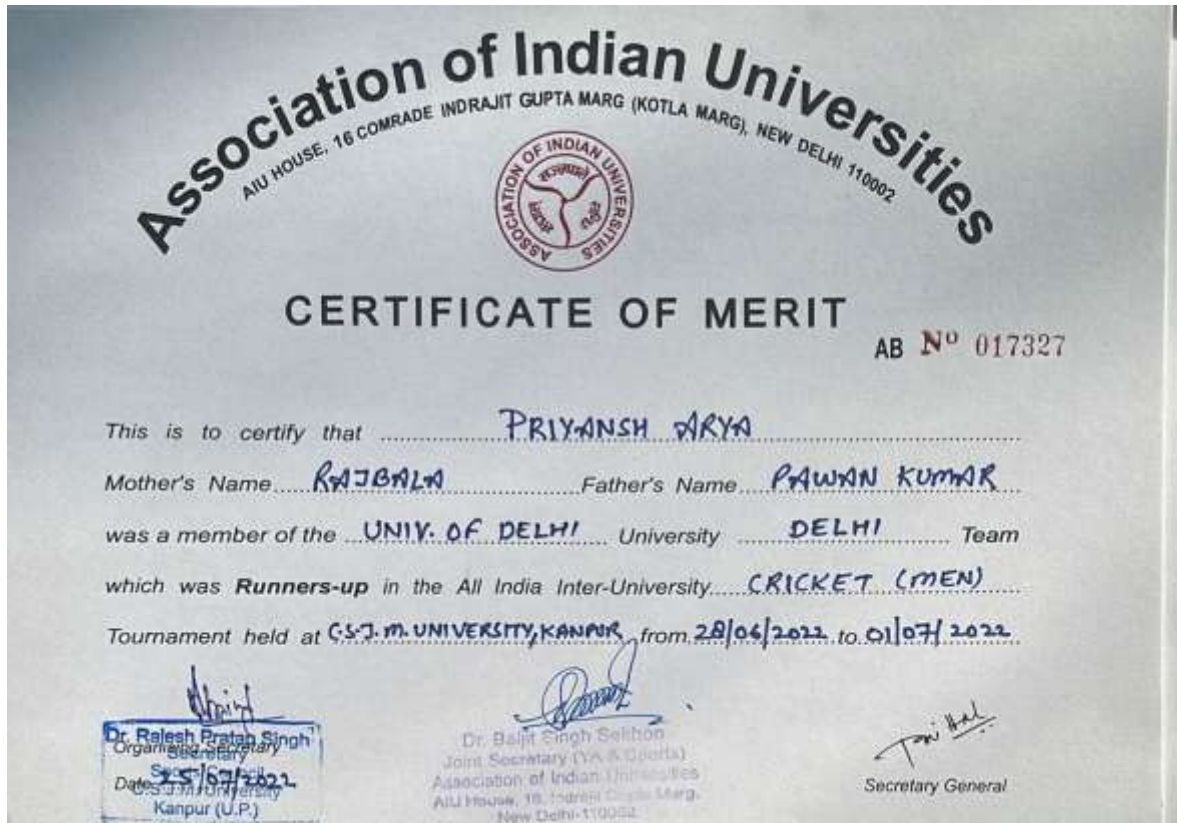 Association of Indian Universities
AIU HOUSE, 16 COMRADE INDRAJIT GUPTA MARG (KOTLA MARG), NEW DELHI 110002
ASSOCIATION OF INDIAN UNIVERSITIES
CERTIFICATE OF MERIT
AB Nº 017327
This is to certify that PRIYANSH ARYA
Mother's Name RAJBALA Father's Name PAWAN KUMAR
was a member of the UNIV. OF DELHI University DELHI Team
which was Runners-up in the All India Inter-University CRICKET (MEN)
Tournament held at C.S.J.M. UNIVERSITY, KANPUR from 28/06/2022 to 01/07/2022
Dr. Rajesh Pratap Singh
Organising Secretary
Secretary
Date 25/07/2022
C.S.J.M. University
Kanpur (U.P.)
Dr. Baljit Singh Sekhon
Joint Secretary (YA & Sports)
Association of Indian Universities
AIU House, 16, Indrajit Gupta Marg,
New Delhi-110002
Secretary General